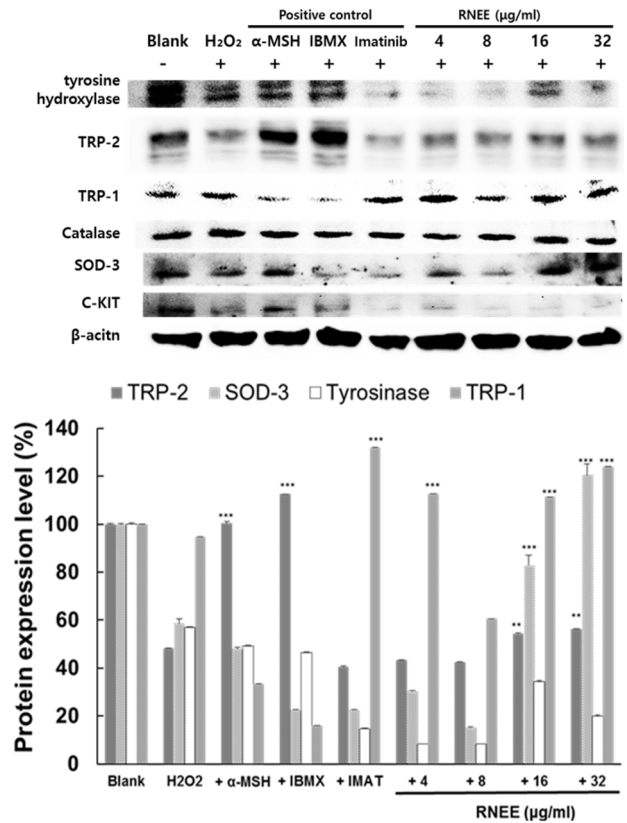 Positive control RNEE (μg/ml)
Blank H₂O₂ α-MSH IBMX Imatinib 4 8 16 32
- + + + + + + + +
tyrosine
hydroxylase
TRP-2
TRP-1
Catalase
SOD-3
C-KIT
β-acitn
TRP-2 SOD-3 Tyrosinase TRP-1
Protein expression level (%)
140
120
100
80
60
40
20
0
*** *** *** *** ** *** *** ** *** ***
Blank H2O2 + α-MSH + IBMX + IMAT + 4 + 8 + 16 + 32
RNEE (μg/ml)